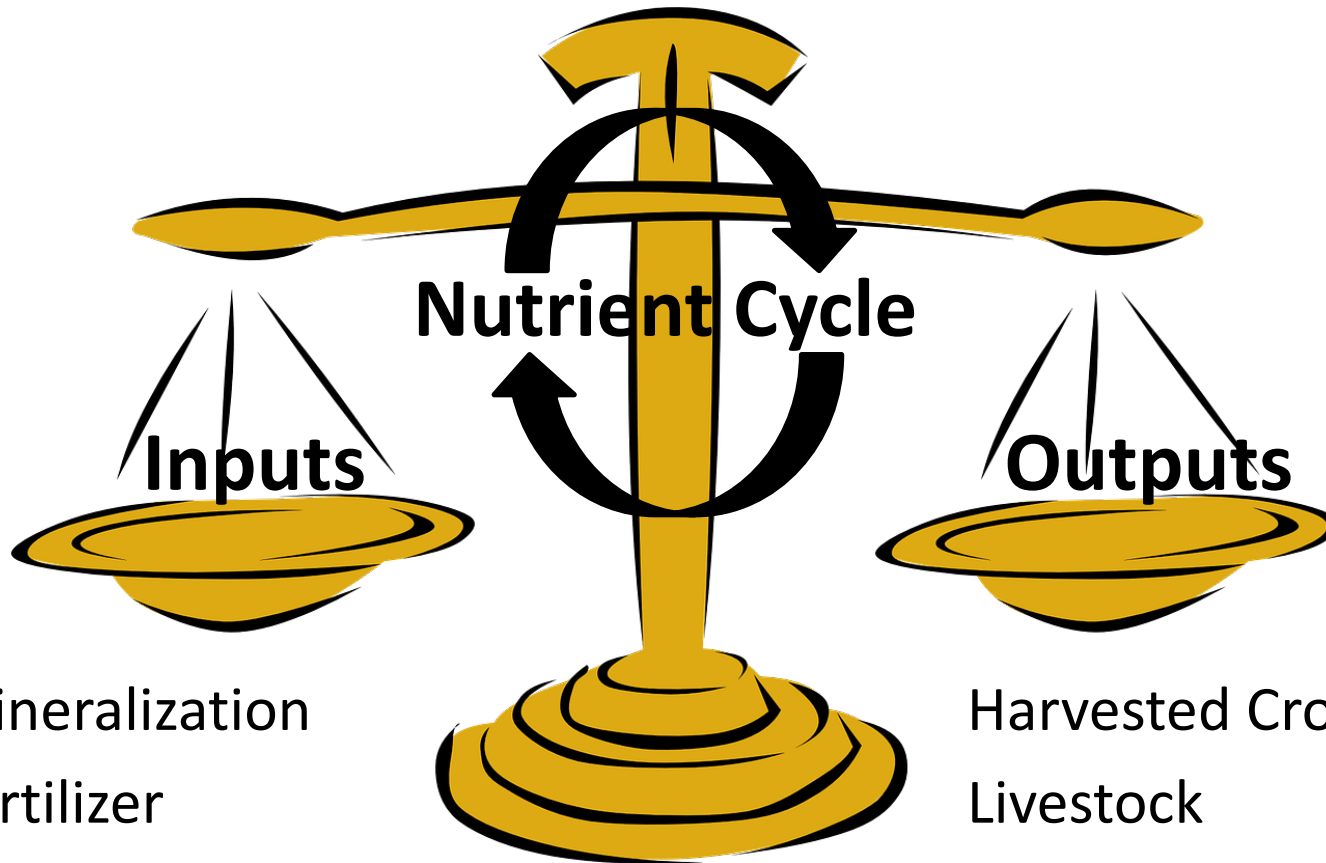 Nutrient Cycle
Inputs
Outputs
ineralization
rtilizer
Harvested Cro
Livestock